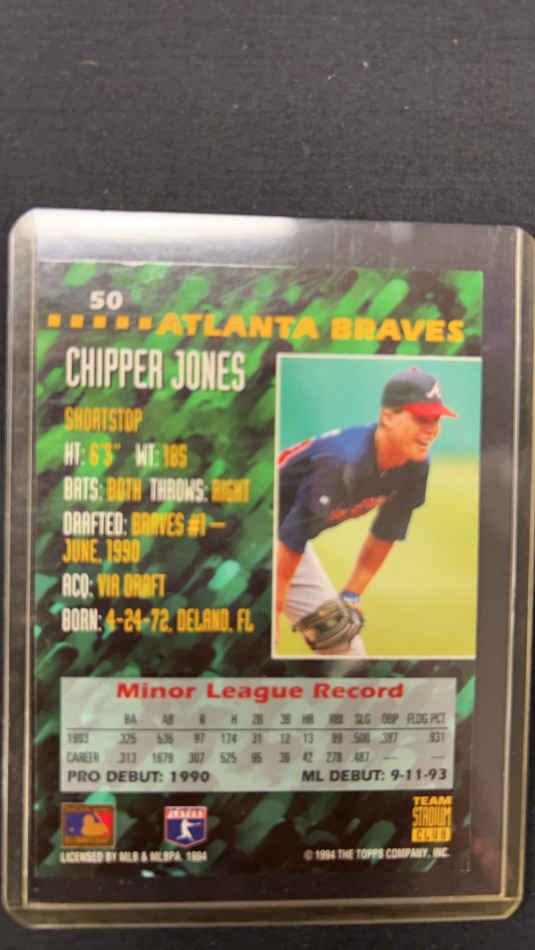 50
ATLANTA BRAVES
CHIPPER JONES
SHORTSTOP
HT: 6'3" WT: 185
BATS: BOTH THROWS: RIGHT
DRAFTED: BRAVES #1 —
JUNE, 1990
ACQ: VIA DRAFT
BORN: 4-24-72, DELAND, FL
Minor League Record
BA AB R H 2B 3B HR RBI SLG OBP FLDG PCT
1993 .325 536 97 174 31 12 13 89 .500 .387 .931
CAREER .313 1679 307 525 95 36 42 278 .487 — —
PRO DEBUT: 1990 ML DEBUT: 9-11-93
TEAM
STADIUM
CLUB
LICENSED BY MLB & MLBPA, 1994 © 1994 THE TOPPS COMPANY, INC.